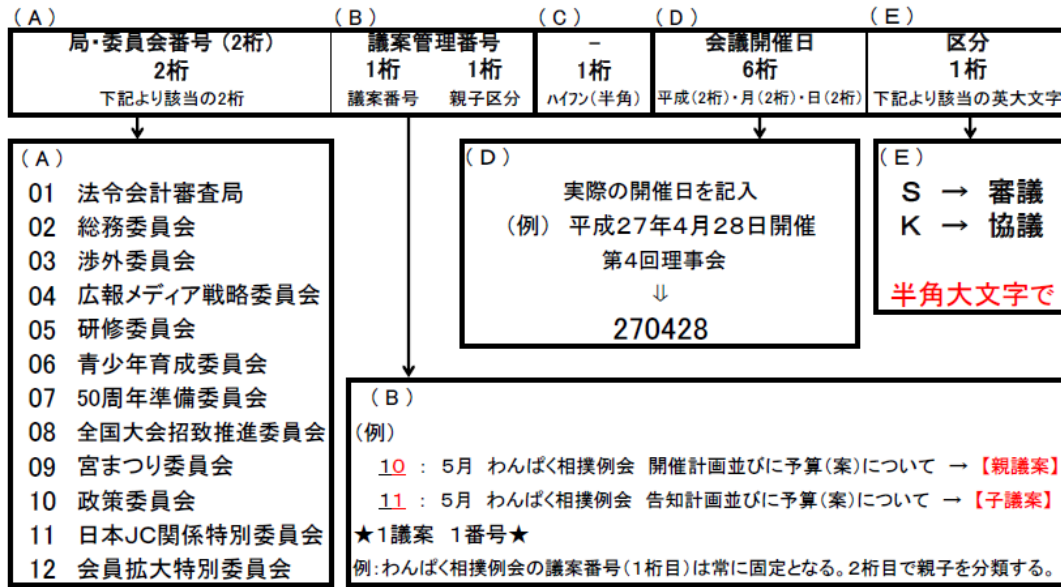 (A) (B) (C) (D) (E)
局・委員会番号(2桁) 議案管理番号 − 会議開催日 区分
2桁 1桁 1桁 1桁 6桁 1桁
下記より該当の2桁 議案番号 親子区分 ハイフン(半角) 平成(2桁)・月(2桁)・日(2桁) 下記より該当の英大文字
(A)
01 法令会計審査局
02 総務委員会
03 渉外委員会
04 広報メディア戦略委員会
05 研修委員会
06 青少年育成委員会
07 50周年準備委員会
08 全国大会招致推進委員会
09 宮まつり委員会
10 政策委員会
11 日本JC関係特別委員会
12 会員拡大特別委員会
(D)
実際の開催日を記入
(例) 平成27年4月28日開催
第4回理事会
⇓
270428
(E)
S → 審議
K → 協議
半角大文字で
(B)
(例)
10 : 5月 わんぱく相撲例会 開催計画並びに予算(案)について → 【親議案】
11 : 5月 わんぱく相撲例会 告知計画並びに予算(案)について → 【子議案】
★1議案 1番号★
例:わんぱく相撲例会の議案番号(1桁目)は常に固定となる。2桁目で親子を分類する。